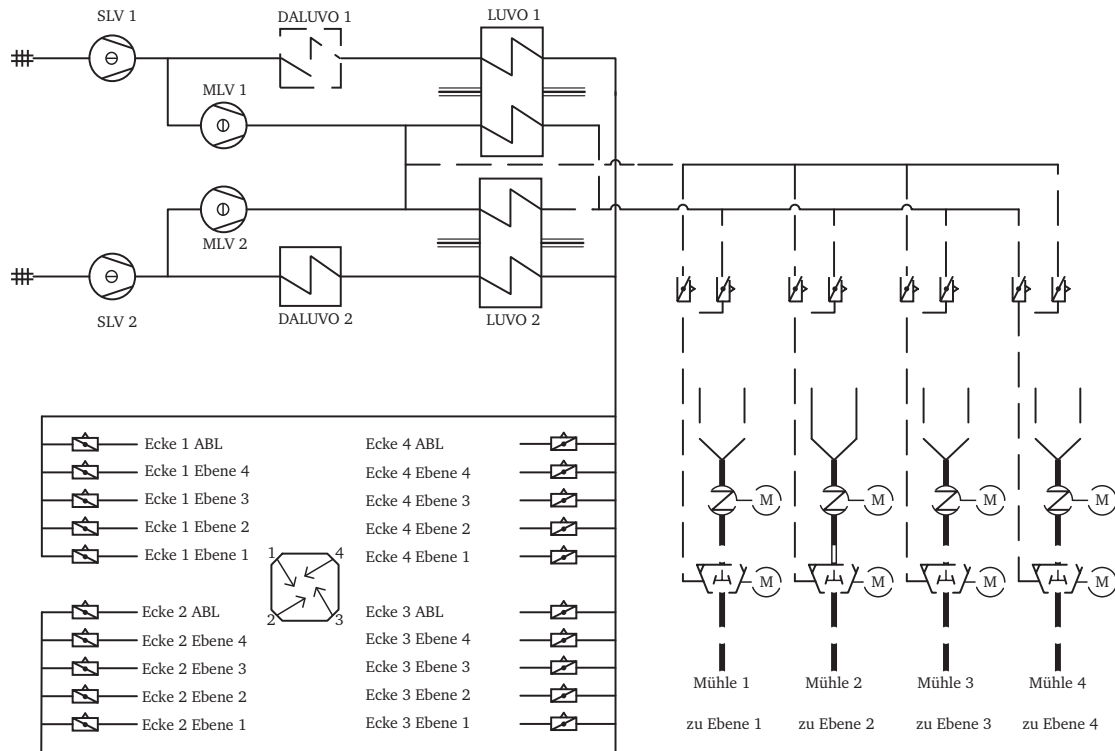 SLV 1
DALUVO 1
LUVO 1
MLV 1
MLV 2
SLV 2
DALUVO 2
LUVO 2
Ecke 1 ABL
Ecke 1 Ebene 4
Ecke 1 Ebene 3
Ecke 1 Ebene 2
Ecke 1 Ebene 1
Ecke 4 ABL
Ecke 4 Ebene 4
Ecke 4 Ebene 3
Ecke 4 Ebene 2
Ecke 4 Ebene 1
1 4
2 3
Ecke 2 ABL
Ecke 2 Ebene 4
Ecke 2 Ebene 3
Ecke 2 Ebene 2
Ecke 2 Ebene 1
Ecke 3 ABL
Ecke 3 Ebene 4
Ecke 3 Ebene 3
Ecke 3 Ebene 2
Ecke 3 Ebene 1
M M M M
M M M M
Mühle 1 Mühle 2 Mühle 3 Mühle 4
zu Ebene 1 zu Ebene 2 zu Ebene 3 zu Ebene 4